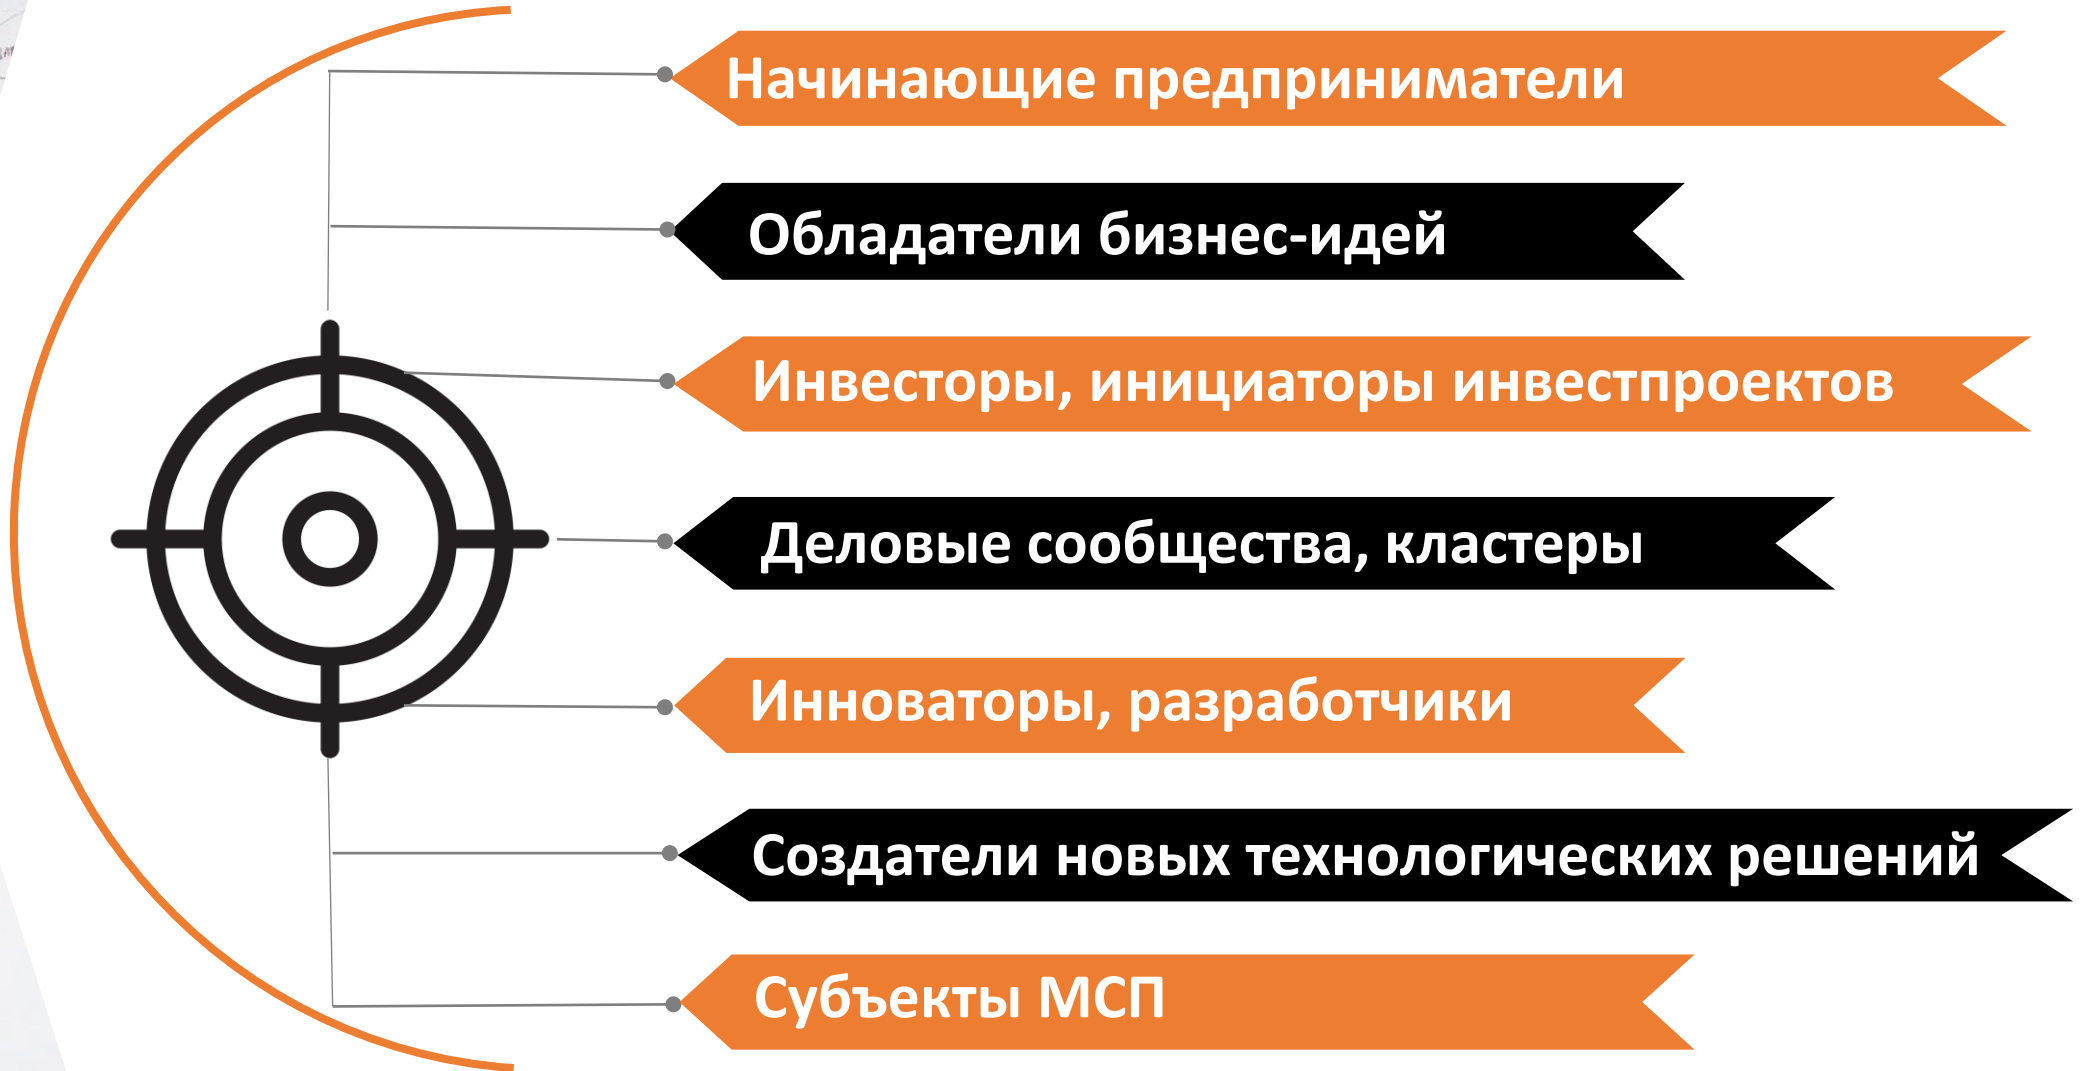 Начинающие предприниматели
Обладатели бизнес-идей
Инвесторы, инициаторы инвестпроектов
Деловые сообщества, кластеры
Инноваторы, разработчики
Создатели новых технологических решений
Субъекты МСП